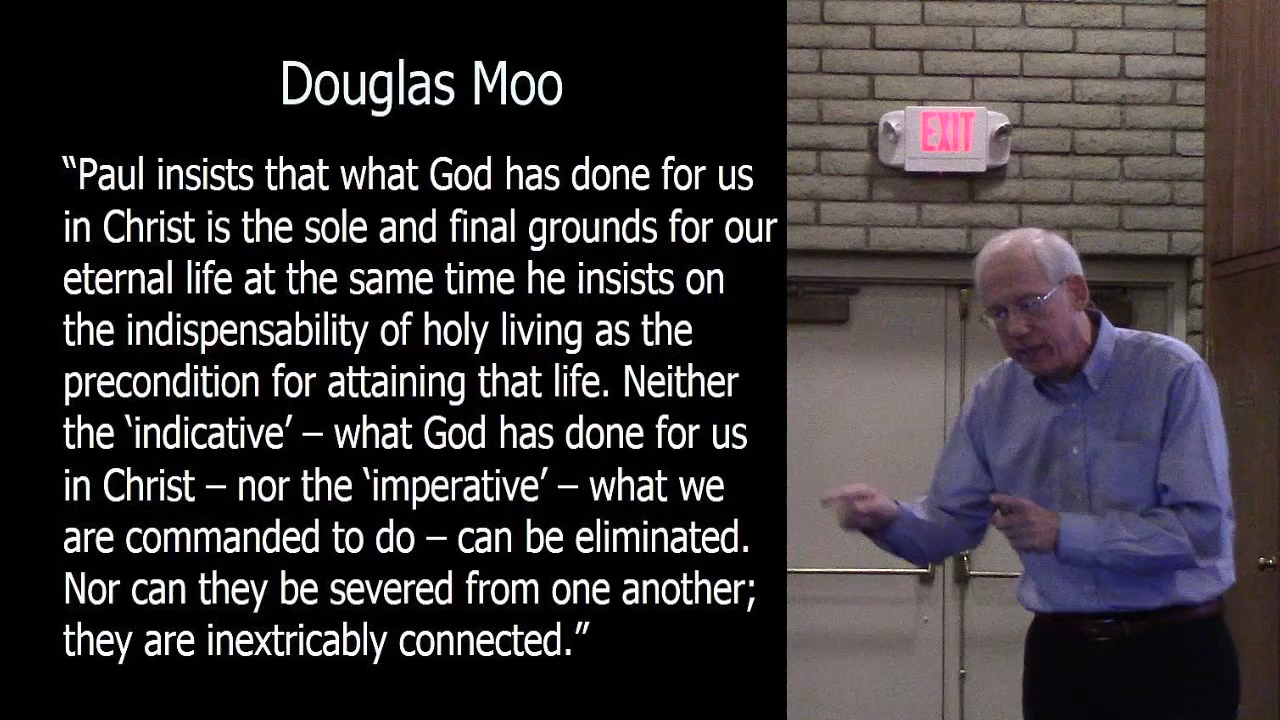 Douglas Moo
“Paul insists that what God has done for us
in Christ is the sole and final grounds for our
eternal life at the same time he insists on
the indispensability of holy living as the
precondition for attaining that life. Neither
the ‘indicative’ – what God has done for us
in Christ – nor the ‘imperative’ – what we
are commanded to do – can be eliminated.
Nor can they be severed from one another;
they are inextricably connected.”
EXIT